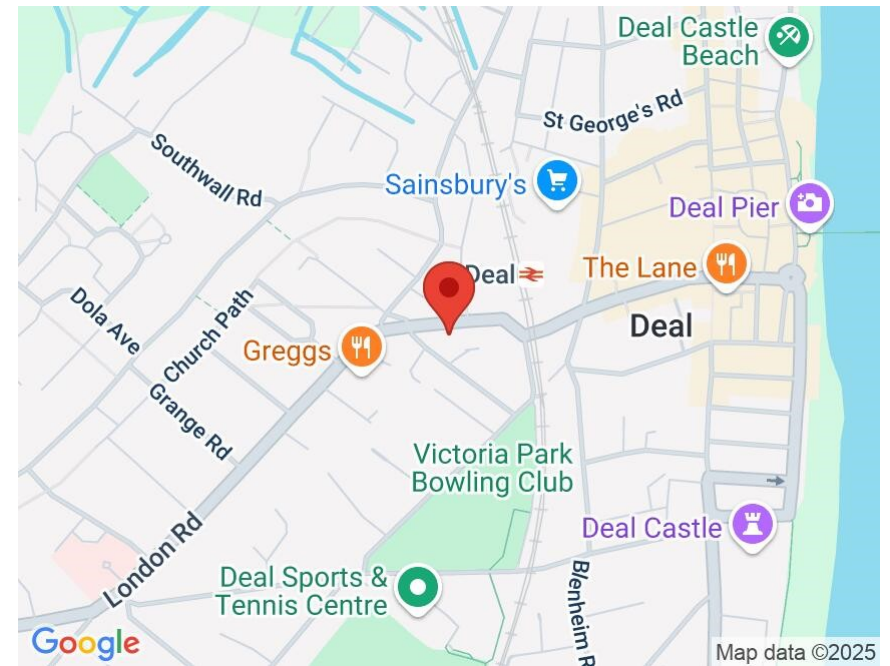 Deal Castle
Beach
St George's Rd
Southwall Rd
Sainsbury's
Deal Pier
Deal
The Lane
Dola Ave
Church Path
Deal
Greggs
Grange Rd
Victoria Park
Bowling Club
London Rd
Deal Castle
Deal Sports &
Tennis Centre
Blenheim R
Google
Map data ©2025